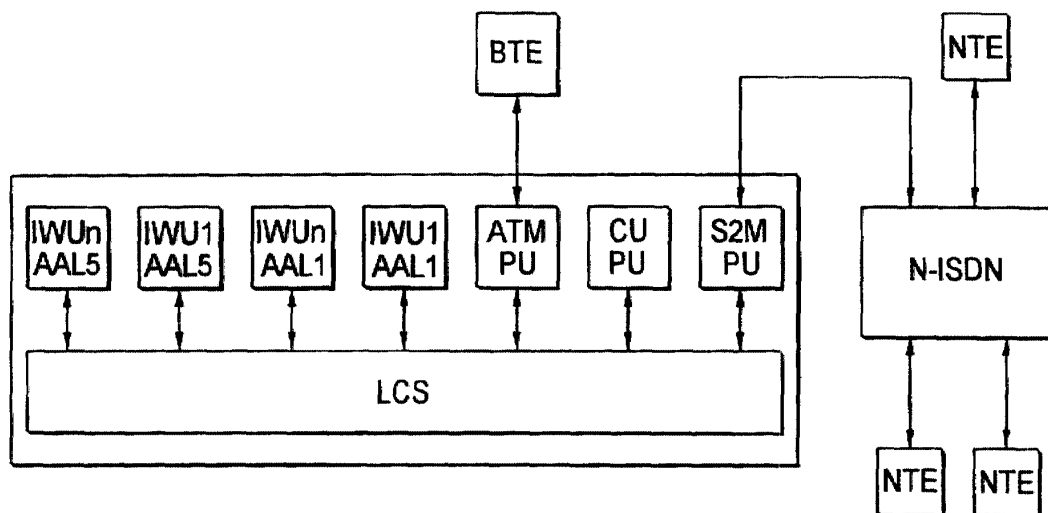 BTE
NTE
IWUn
AAL5
IWU1
AAL5
IWUn
AAL1
IWU1
AAL1
ATM
PU
CU
PU
S2M
PU
N-ISDN
LCS
NTE
NTE